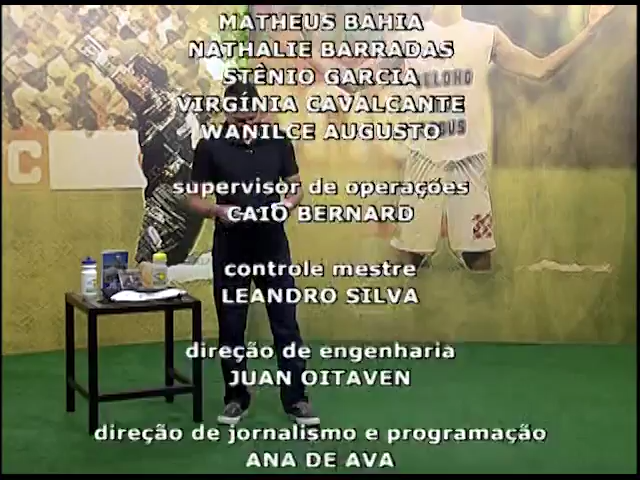 MATHEUS BAHIA
NATHALIE BARRADAS
STÊNIO GARCIA
VIRGÍNIA CAVALCANTE
WANILCE AUGUSTO
supervisor de operações
CAIO BERNARD
controle mestre
LEANDRO SILVA
direção de engenharia
JUAN OITAVEN
direção de jornalismo e programação
ANA DE AVA